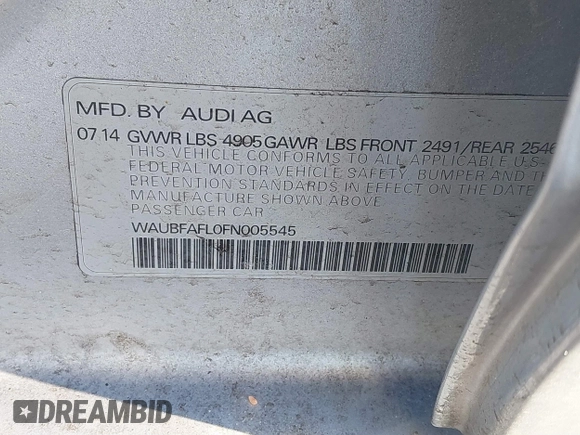 MFD. BY AUDI AG
07 14 GVWR LBS 4905 GAWR LBS FRONT 2491/REAR 2546
THIS VEHICLE CONFORMS TO ALL APPLICABLE U.S.
FEDERAL MOTOR VEHICLE SAFETY, BUMPER AND
PREVENTION STANDARDS IN EFFECT ON THE DATE
MANUFACTURE SHOWN ABOVE
PASSENGER CAR
WAUBFAFL0FN005545
DREAMBID